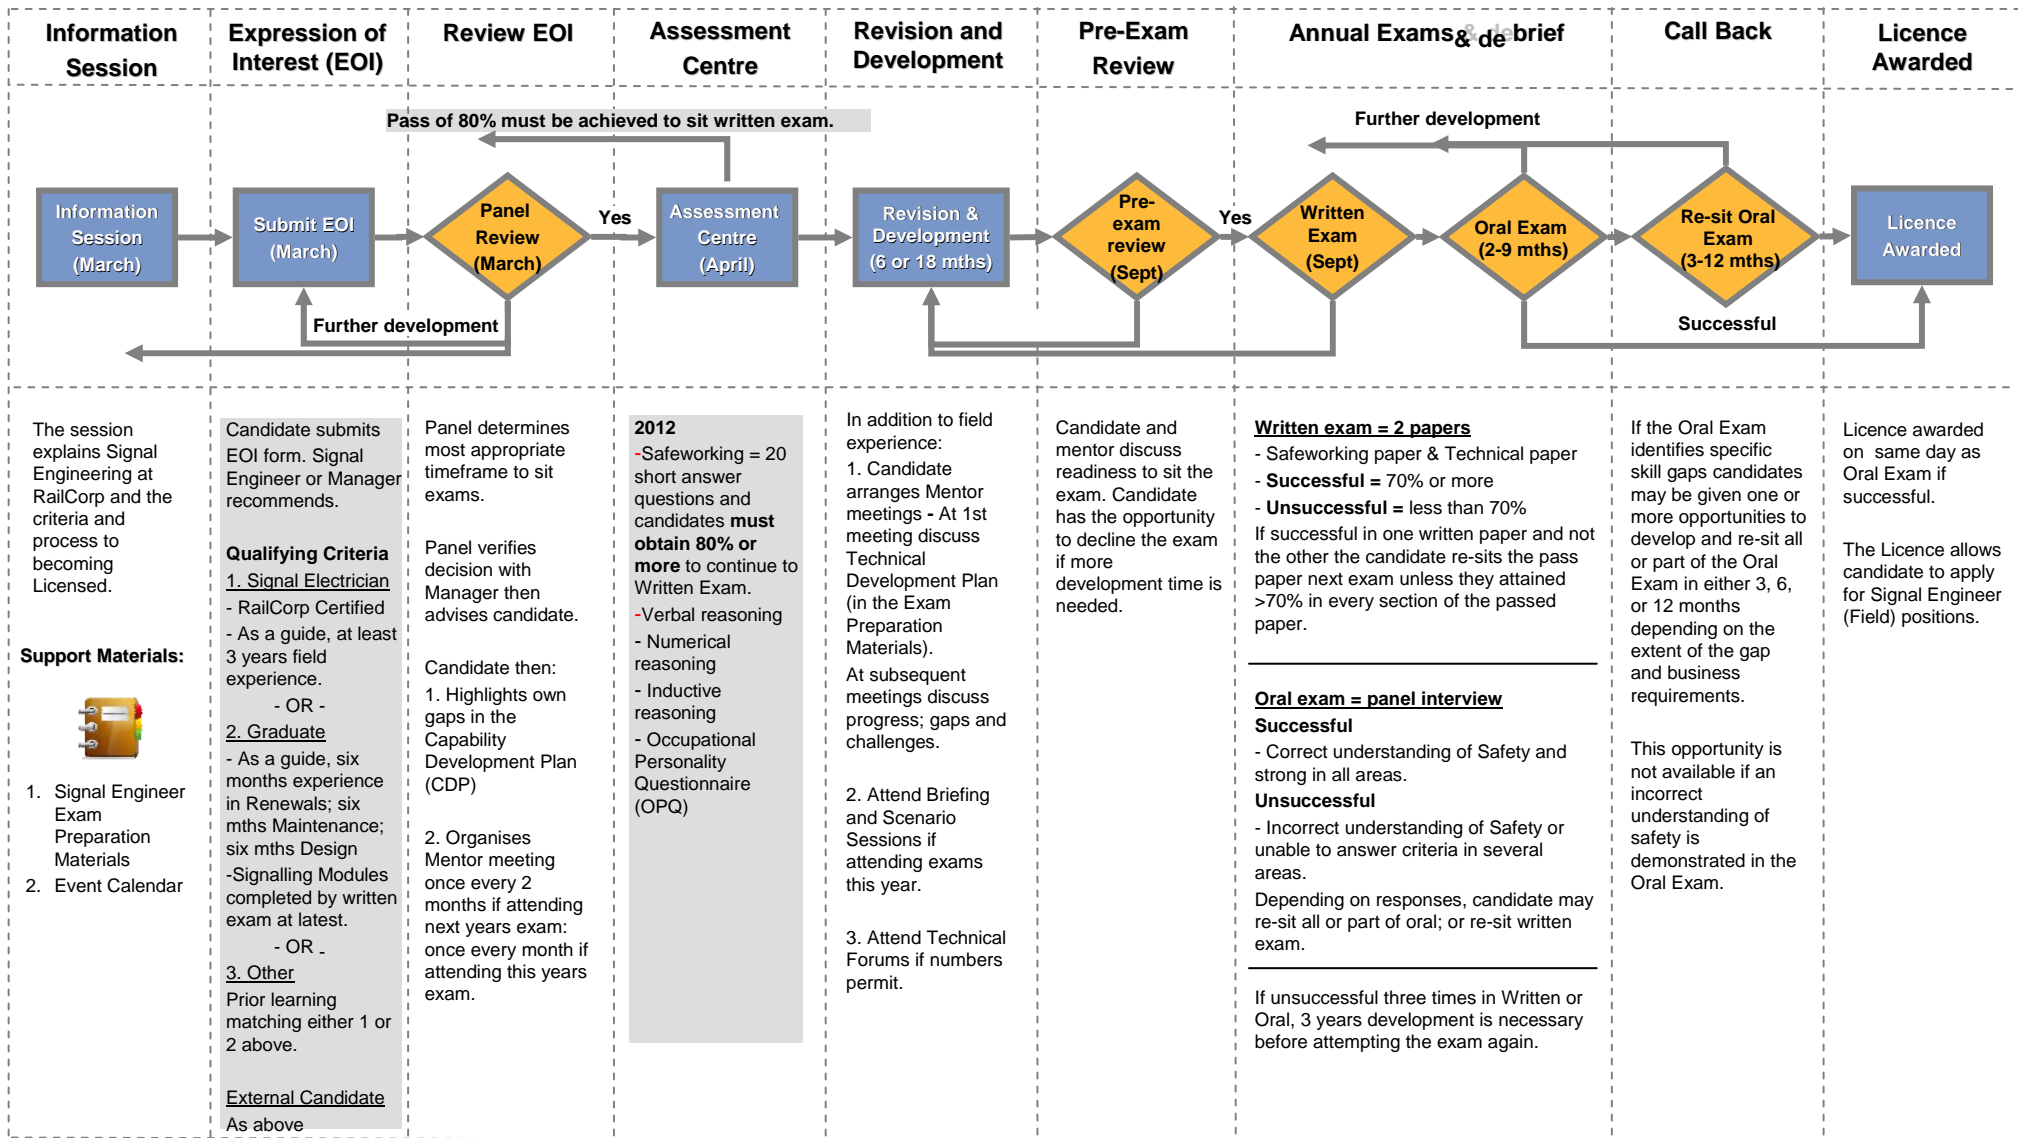 Information
Session
Expression of
Interest (EOI)
Review EOI
Assessment
Centre
Revision and
Development
Pre-Exam
Review
Annual Exams & de brief
Call Back
Licence
Awarded
Pass of 80% must be achieved to sit written exam.
Further development
Information
Session
(March)
Submit EOI
(March)
Panel
Review
(March)
Yes
Assessment
Centre
(April)
Revision &
Development
(6 or 18 mths)
Pre-
exam
review
(Sept)
Yes
Written
Exam
(Sept)
Oral Exam
(2-9 mths)
Re-sit Oral
Exam
(3-12 mths)
Licence
Awarded
Further development
Successful
The session
explains Signal
Engineering at
RailCorp and the
criteria and
process to
becoming
Licensed.
Support Materials:
1. Signal Engineer
Exam
Preparation
Materials
2. Event Calendar
Candidate submits
EOI form. Signal
Engineer or Manager
recommends.
Qualifying Criteria
1. Signal Electrician
- RailCorp Certified
- As a guide, at least
3 years field
experience.
- OR -
2. Graduate
- As a guide, six
months experience
in Renewals; six
mths Maintenance;
six mths Design
-Signalling Modules
completed by written
exam at latest.
- OR -
3. Other
Prior learning
matching either 1 or
2 above.
External Candidate
As above
Panel determines
most appropriate
timeframe to sit
exams.
Panel verifies
decision with
Manager then
advises candidate.
Candidate then:
1. Highlights own
gaps in the
Capability
Development Plan
(CDP)
2. Organises
Mentor meeting
once every 2
months if attending
next years exam:
once every month if
attending this years
exam.
2012
-Safeworking = 20
short answer
questions and
candidates must
obtain 80% or
more to continue to
Written Exam.
-Verbal reasoning
- Numerical
reasoning
- Inductive
reasoning
- Occupational
Personality
Questionnaire
(OPQ)
In addition to field
experience:
1. Candidate
arranges Mentor
meetings - At 1st
meeting discuss
Technical
Development Plan
(in the Exam
Preparation
Materials).
At subsequent
meetings discuss
progress; gaps and
challenges.
2. Attend Briefing
and Scenario
Sessions if
attending exams
this year.
3. Attend Technical
Forums if numbers
permit.
Candidate and
mentor discuss
readiness to sit the
exam. Candidate
has the opportunity
to decline the exam
if more
development time is
needed.
Written exam = 2 papers
- Safeworking paper & Technical paper
- Successful = 70% or more
- Unsuccessful = less than 70%
If successful in one written paper and not
the other the candidate re-sits the pass
paper next exam unless they attained
>70% in every section of the passed
paper.
Oral exam = panel interview
Successful
- Correct understanding of Safety and
strong in all areas.
Unsuccessful
- Incorrect understanding of Safety or
unable to answer criteria in several
areas.
Depending on responses, candidate may
re-sit all or part of oral; or re-sit written
exam.
If unsuccessful three times in Written or
Oral, 3 years development is necessary
before attempting the exam again.
If the Oral Exam
identifies specific
skill gaps candidates
may be given one or
more opportunities to
develop and re-sit all
or part of the Oral
Exam in either 3, 6,
or 12 months
depending on the
extent of the gap
and business
requirements.
This opportunity is
not available if an
incorrect
understanding of
safety is
demonstrated in the
Oral Exam.
Licence awarded
on same day as
Oral Exam if
successful.
The Licence allows
candidate to apply
for Signal Engineer
(Field) positions.